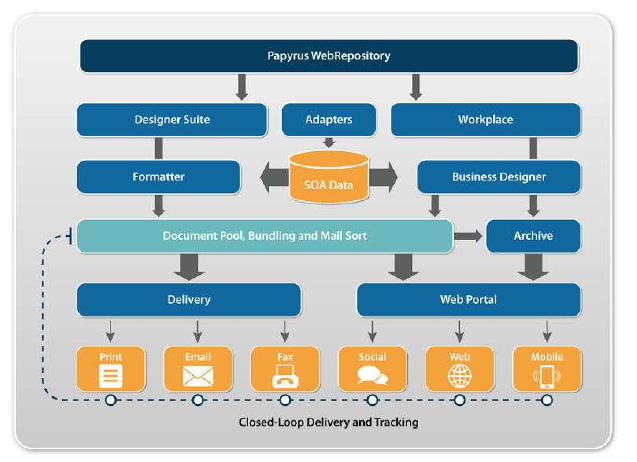 Papyrus WebRepository
Designer Suite
Adapters
Workplace
Formatter
SOA Data
Business Designer
Document Pool, Bundling and Mail Sort
Archive
Delivery
Web Portal
Print
Email
Fax
Social
Web
Mobile
Closed-Loop Delivery and Tracking